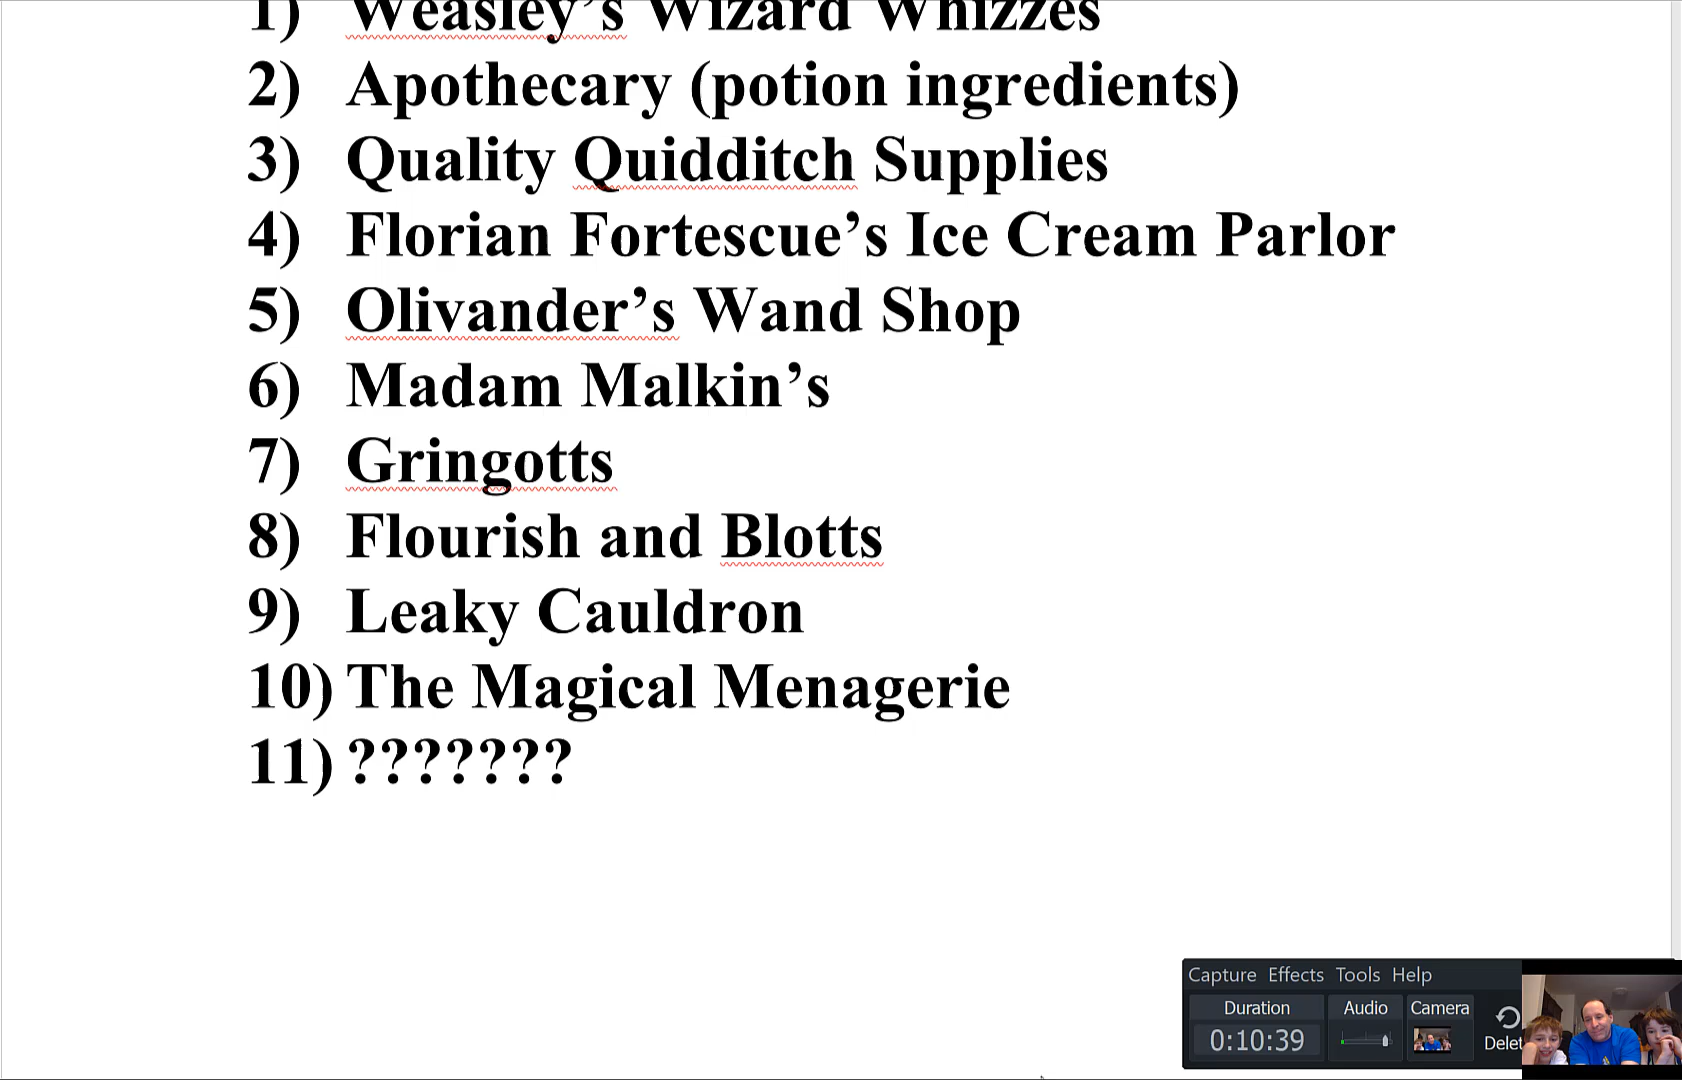 1) Weasley’s Wizard Whizzes
2) Apothecary (potion ingredients)
3) Quality Quidditch Supplies
4) Florian Fortescue’s Ice Cream Parlor
5) Olivander’s Wand Shop
6) Madam Malkin’s
7) Gringotts
8) Flourish and Blotts
9) Leaky Cauldron
10) The Magical Menagerie
11) ???????
Capture Effects Tools Help
Duration Audio Camera
0:10:39 Delet